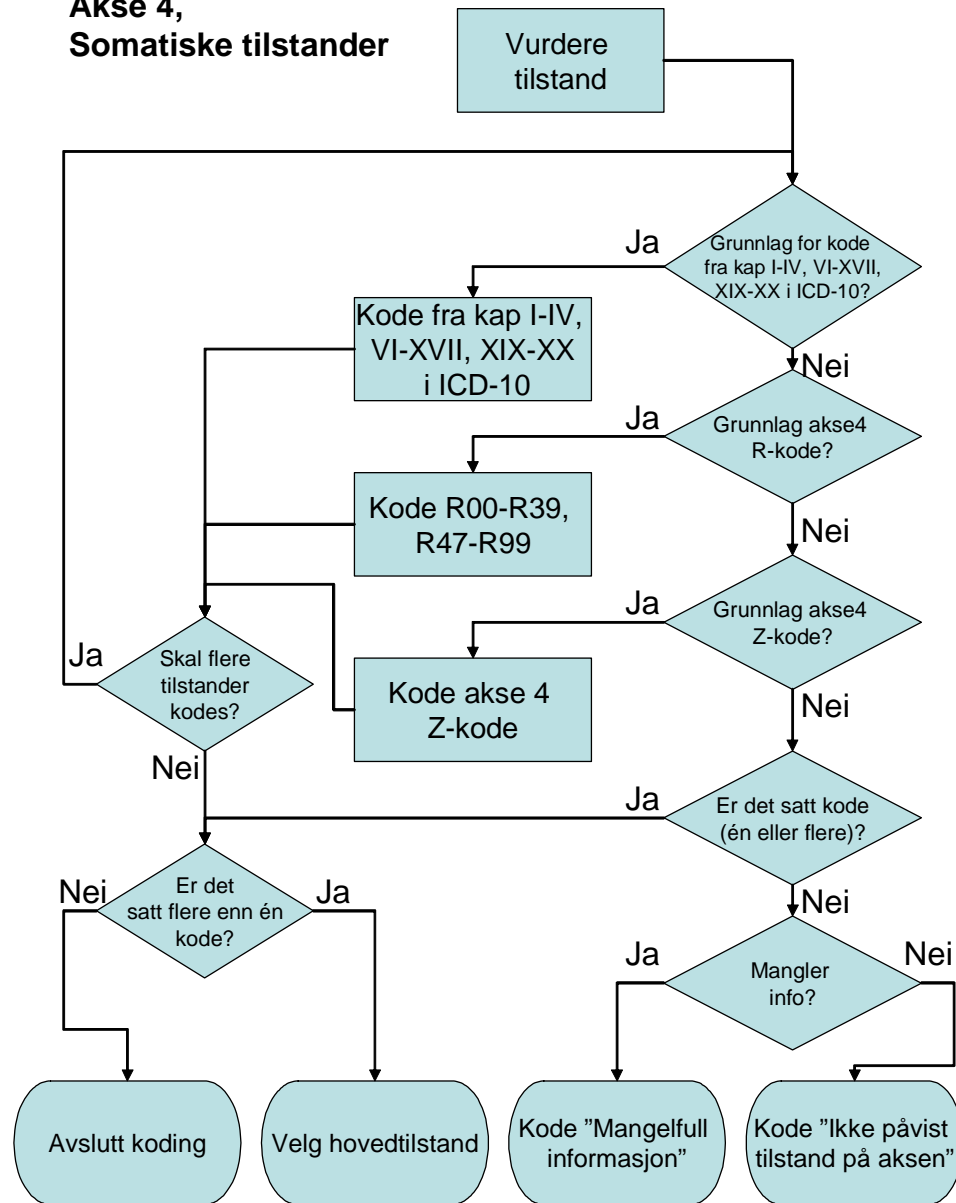 Akse 4,
Somatiske tilstander
Vurdere
tilstand
Ja
Grunnlag for kode
fra kap I-IV, VI-XVII,
XIX-XX i ICD-10?
Kode fra kap I-IV,
VI-XVII, XIX-XX
i ICD-10
Nei
Ja
Grunnlag akse4
R-kode?
Kode R00-R39,
R47-R99
Nei
Ja
Grunnlag akse4
Z-kode?
Ja
Skal flere
tilstander
kodes?
Kode akse 4
Z-kode
Nei
Nei
Ja
Er det satt kode
(én eller flere)?
Nei
Er det
satt flere enn én
kode?
Ja
Nei
Ja
Mangler
info?
Nei
Avslutt koding
Velg hovedtilstand
Kode ”Mangelfull
informasjon”
Kode ”Ikke påvist
tilstand på aksen”